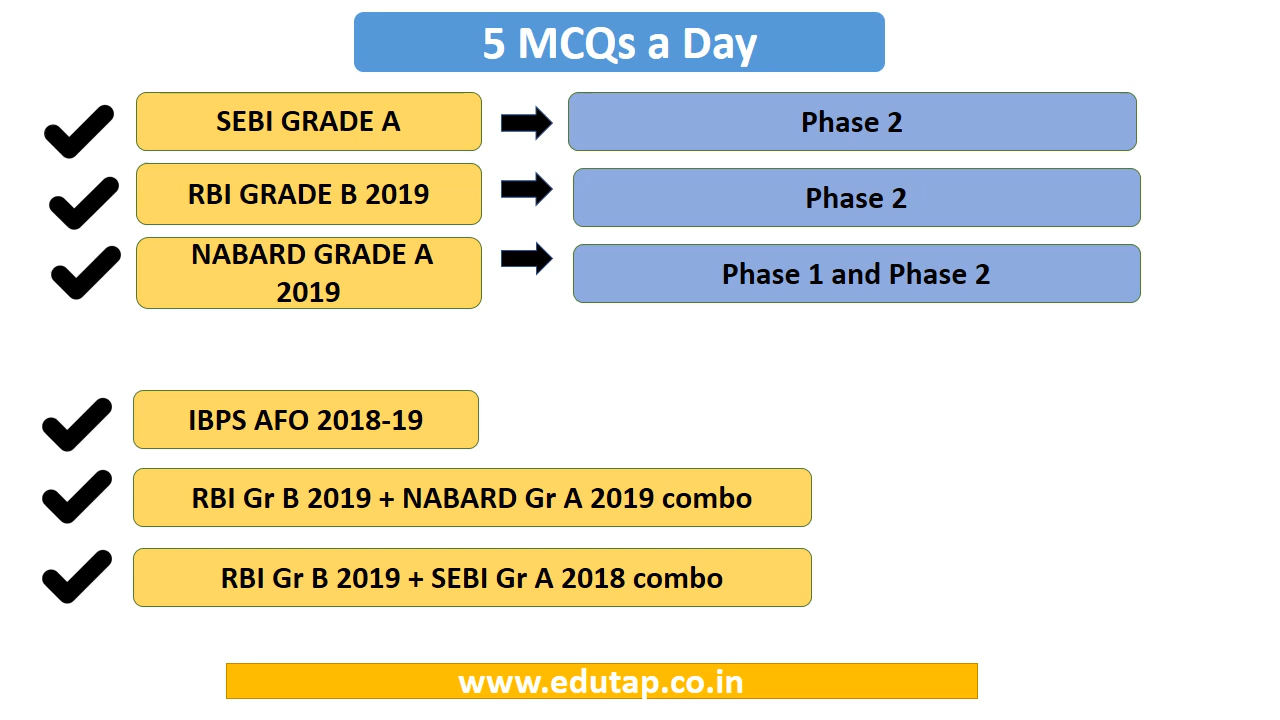 5 MCQs a Day
SEBI GRADE A
Phase 2
RBI GRADE B 2019
Phase 2
NABARD GRADE A
2019
Phase 1 and Phase 2
IBPS AFO 2018-19
RBI Gr B 2019 + NABARD Gr A 2019 combo
RBI Gr B 2019 + SEBI Gr A 2018 combo
www.edutap.co.in